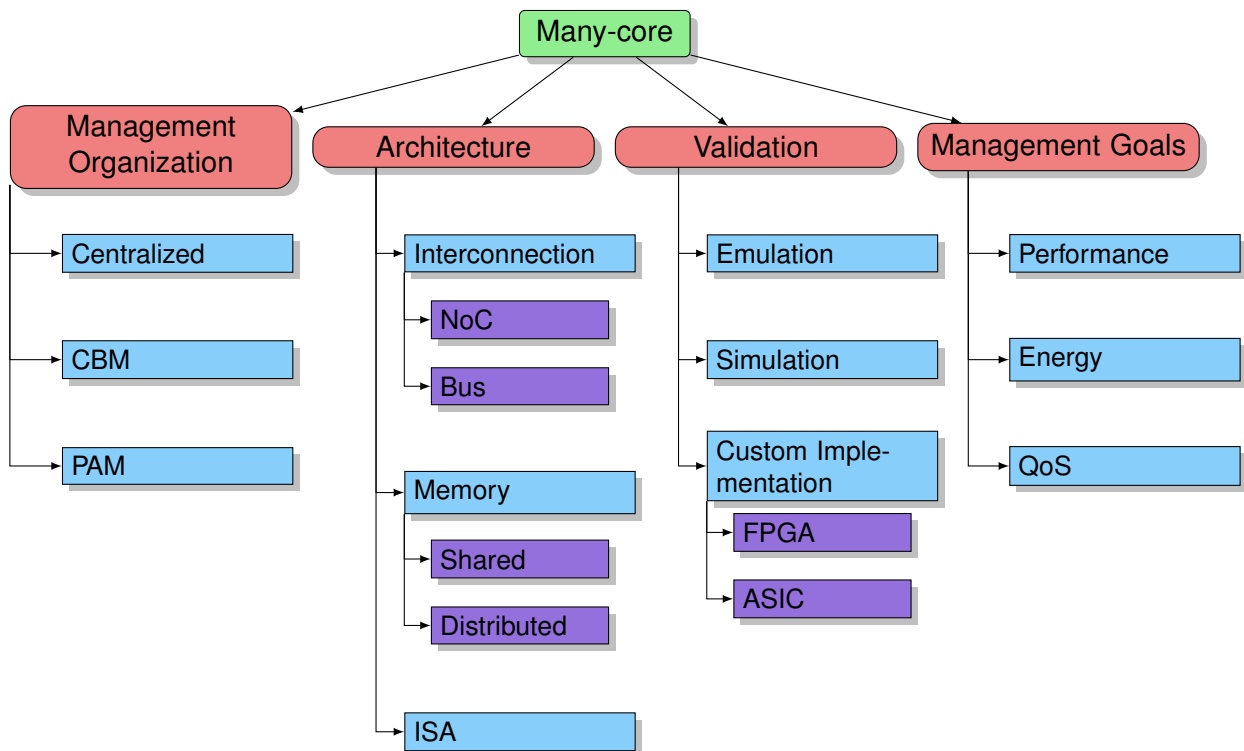 Many-core
Management
Organization
Centralized
CBM
PAM
Architecture
Interconnection
NoC
Bus
Memory
Shared
Distributed
ISA
Validation
Emulation
Simulation
Custom Imple-
mentation
FPGA
ASIC
Management Goals
Performance
Energy
QoS